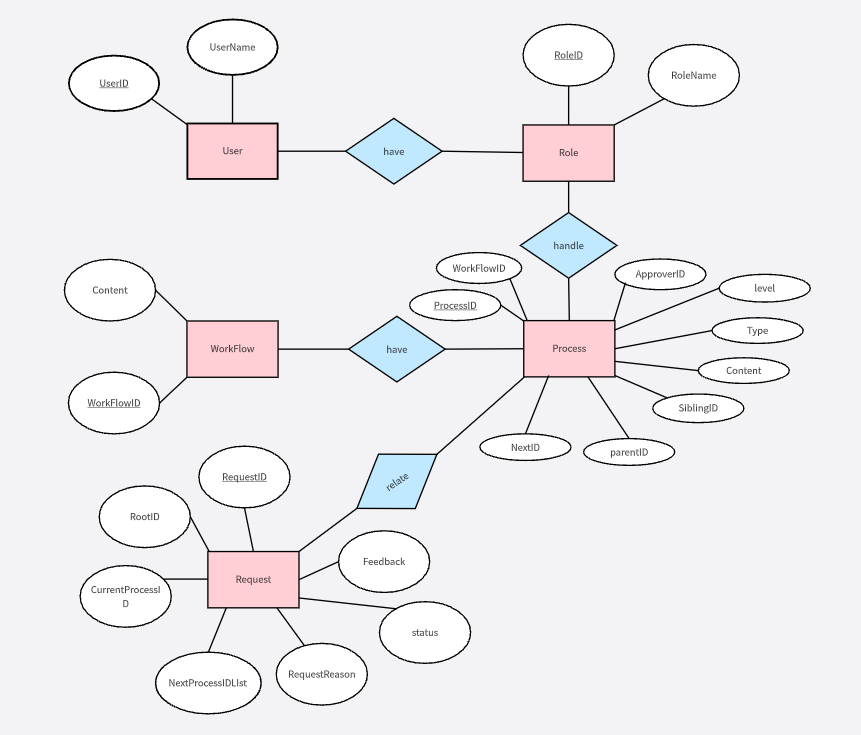 UserName
UserID
RoleID
RoleName
User
have
Role
handle
WorkFlowID
ApproverID
Content
level
ProcessID
Type
WorkFlow
have
Process
Content
WorkFlowID
SiblingID
NextID
parentID
RequestID
relate
RootID
Feedback
Request
CurrentProcessI
D
status
RequestReason
NextProcessIDLIst